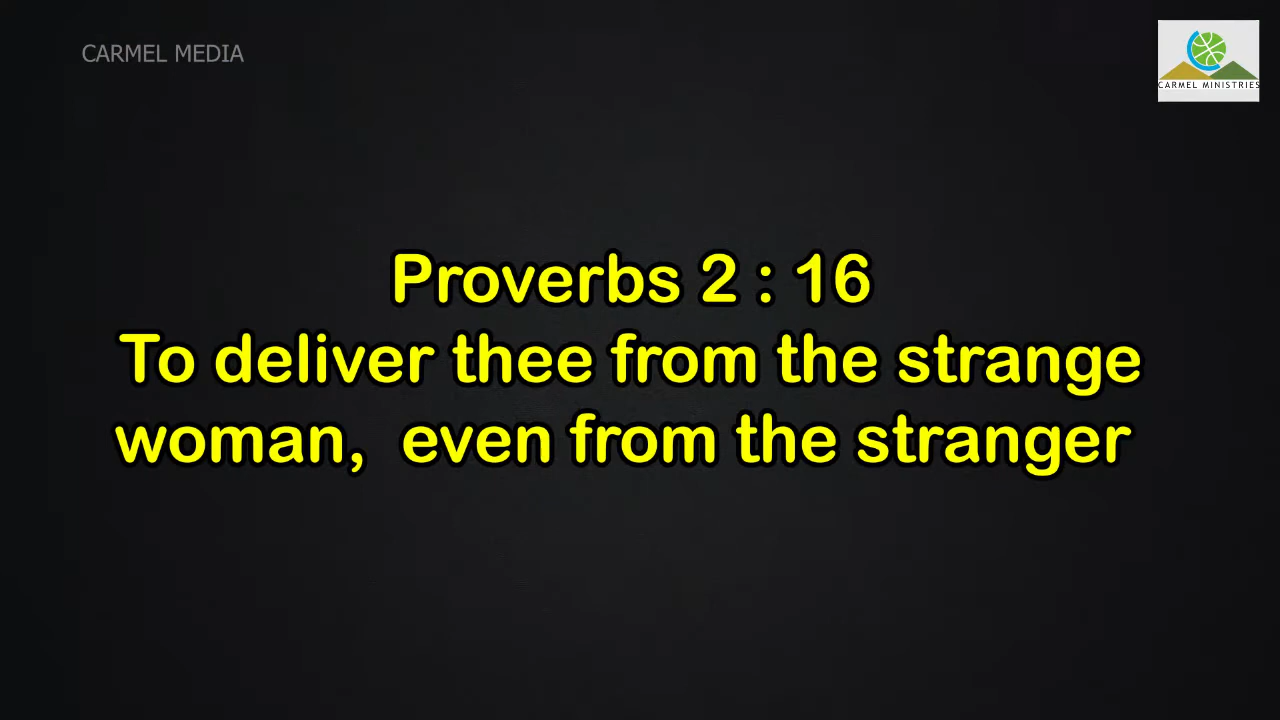 CARMEL MEDIA
CARMEL MINISTRIES
Proverbs 2 : 16
To deliver thee from the strange
woman, even from the stranger